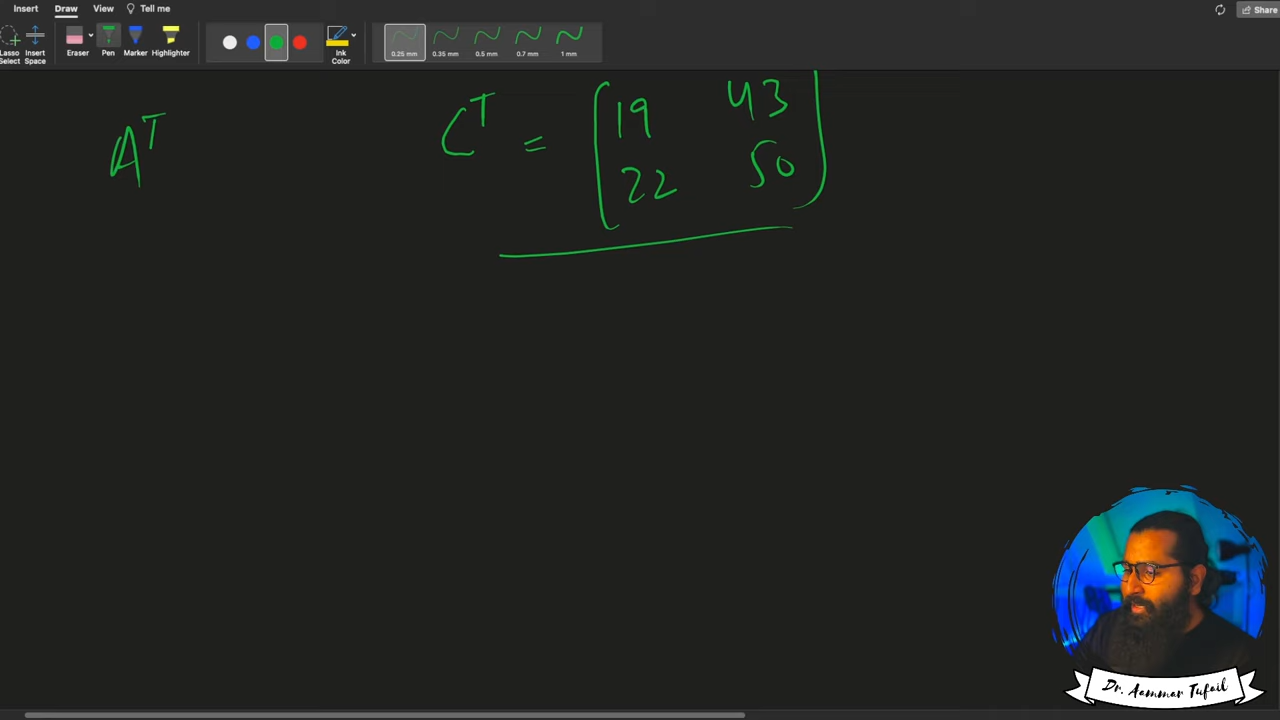 Insert Draw View Tell me
Share
Lasso Select
Insert Space
Eraser
Pen
Marker
Highlighter
Ink Color
0.25 mm
0.35 mm
0.5 mm
0.7 mm
1 mm
A^T
C^T = (19 43
22 50)
Dr. Aammar Tufail